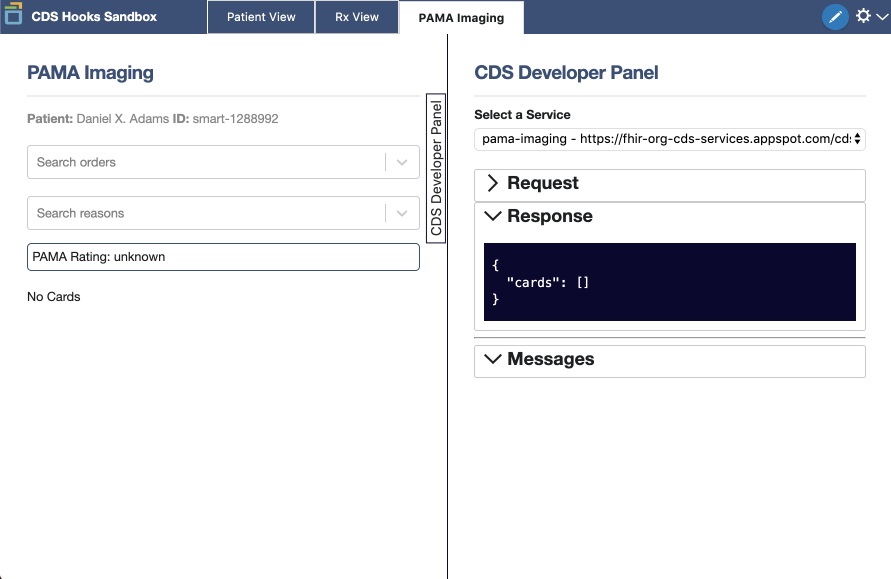 CDS Hooks Sandbox
Patient View
Rx View
PAMA Imaging
PAMA Imaging
Patient: Daniel X. Adams ID: smart-1288992
Search orders
Search reasons
PAMA Rating: unknown
No Cards
CDS Developer Panel
CDS Developer Panel
Select a Service
pama-imaging - https://fhir-org-cds-services.appspot.com/cds
Request
Response
{
"cards": []
}
Messages